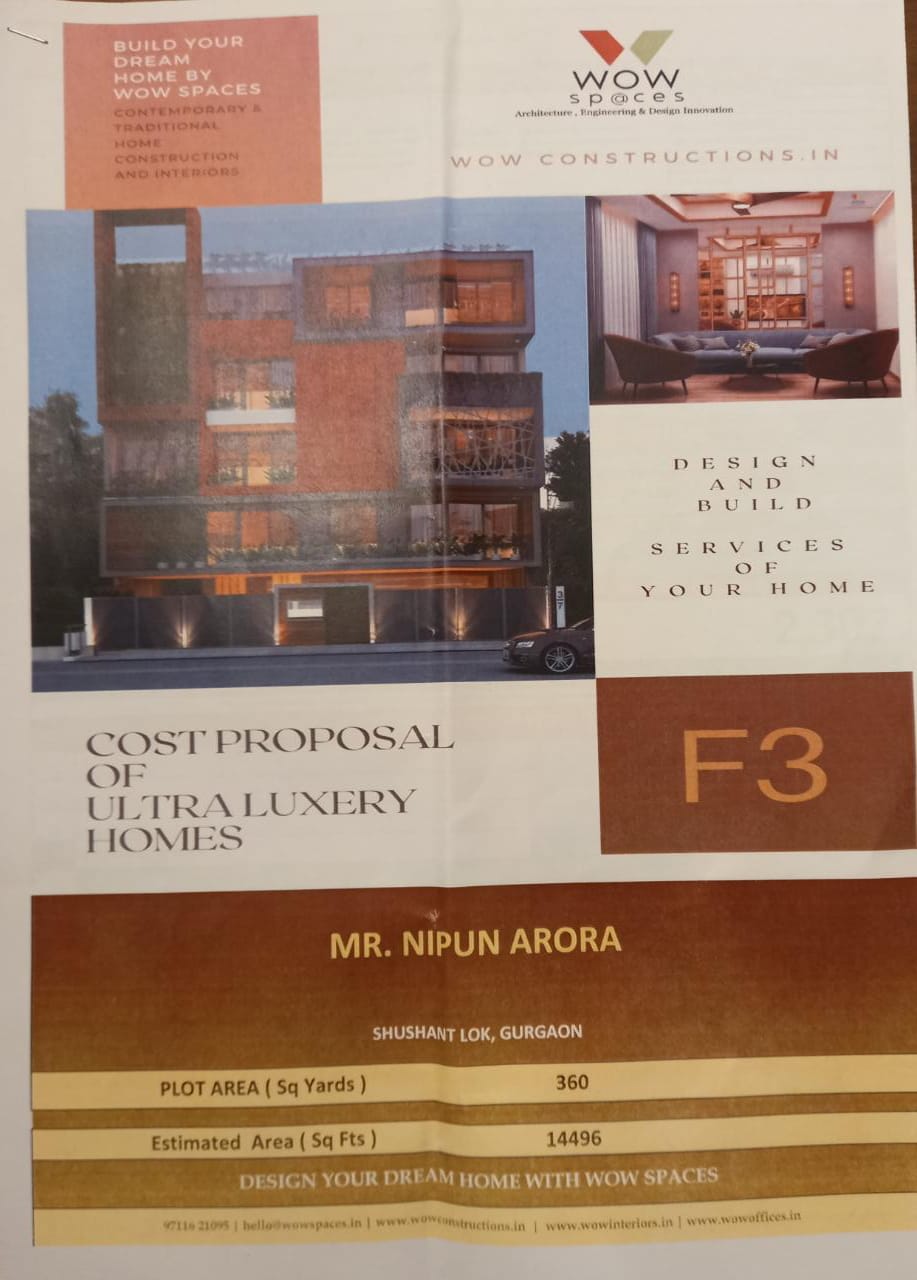 BUILD YOUR
DREAM
HOME BY
WOW SPACES
CONTEMPORARY &
TRADITIONAL
HOME
CONSTRUCTION
AND INTERIORS
WOW
sp@ces
Architecture , Engineering & Design Innovation
WOW CONSTRUCTIONS.IN
DESIGN
AND
BUILD
SERVICES
OF
YOUR HOME
37
COST PROPOSAL
OF
ULTRA LUXERY
HOMES
F3
MR. NIPUN ARORA
SHUSHANT LOK, GURGAON
PLOT AREA ( Sq Yards ) 360
Estimated Area ( Sq Fts ) 14496
DESIGN YOUR DREAM HOME WITH WOW SPACES
97116 21095 | hello@wowspaces.in | www.wowconstructions.in | www.wowinteriors.in | www.wowoffices.in